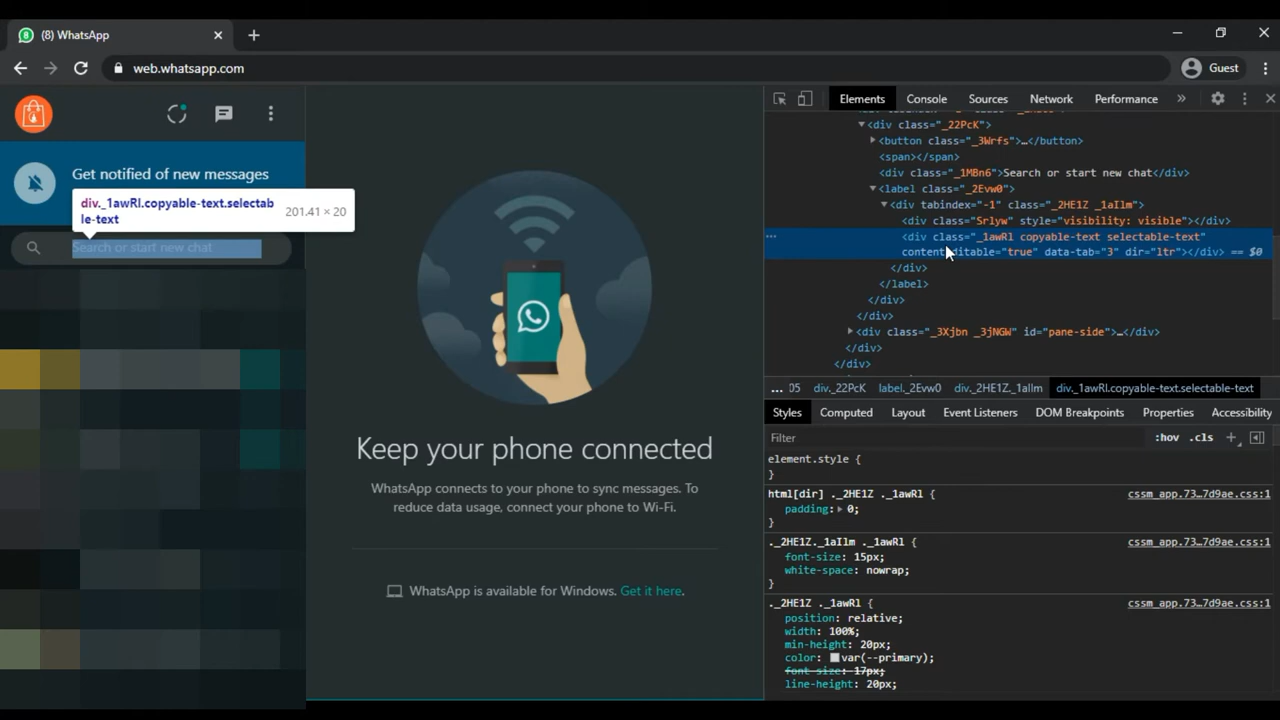 (8) WhatsApp
web.whatsapp.com
Guest
Get notified of new messages
div._1awRl.copyable-text.selectab
le-text
201.41 × 20
Search or start new chat
Keep your phone connected
WhatsApp connects to your phone to sync messages. To
reduce data usage, connect your phone to Wi-Fi.
WhatsApp is available for Windows. Get it here.
Elements Console Sources Network Performance »
<div class="_22PcK">
<button class="_3Wrfs">…</button>
<span></span>
<div class="_1MBn6">Search or start new chat</div>
<label class="_2Evw0">
<div tabindex="-1" class="_2HE1Z _1aIlm">
<div class="Srlyw" style="visibility: visible"></div>
<div class="_1awRl copyable-text selectable-text"
contenteditable="true" data-tab="3" dir="ltr"></div> == $0
</div>
</label>
</div>
</div>
<div class="_3Xjbn _3jNGW" id="pane-side">…</div>
</div>
</div>
... 05 div._22PcK label._2Evw0 div._2HE1Z._1aIlm div._1awRl.copyable-text.selectable-text
Styles Computed Layout Event Listeners DOM Breakpoints Properties Accessibility
Filter :hov .cls +
element.style {
}
html[dir] ._2HE1Z ._1awRl { cssm_app.73…7d9ae.css:1
padding: 0;
}
._2HE1Z._1aIlm ._1awRl { cssm_app.73…7d9ae.css:1
font-size: 15px;
white-space: nowrap;
}
._2HE1Z ._1awRl { cssm_app.73…7d9ae.css:1
position: relative;
width: 100%;
min-height: 20px;
color: var(--primary);
font-size: 17px;
line-height: 20px;